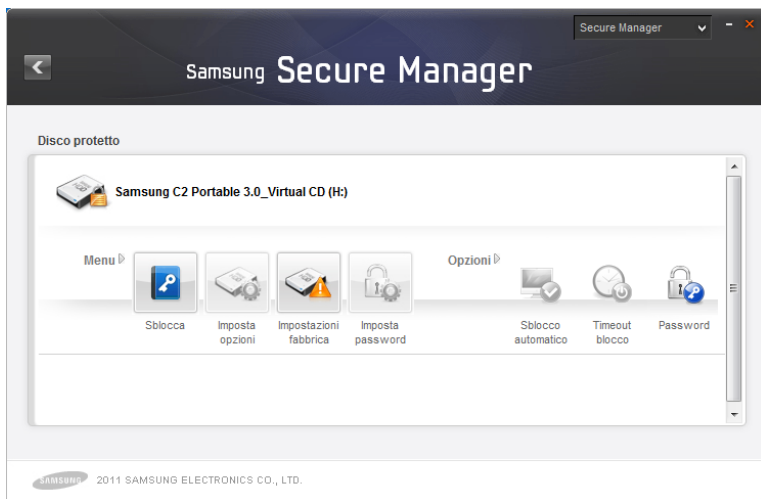 Secure Manager
Samsung Secure Manager
Disco protetto
Samsung C2 Portable 3.0_Virtual CD (H:)
Menu
Opzioni
Sblocca
Imposta opzioni
Impostazioni fabbrica
Imposta password
Sblocco automatico
Timeout blocco
Password
SAMSUNG 2011 SAMSUNG ELECTRONICS CO., LTD.